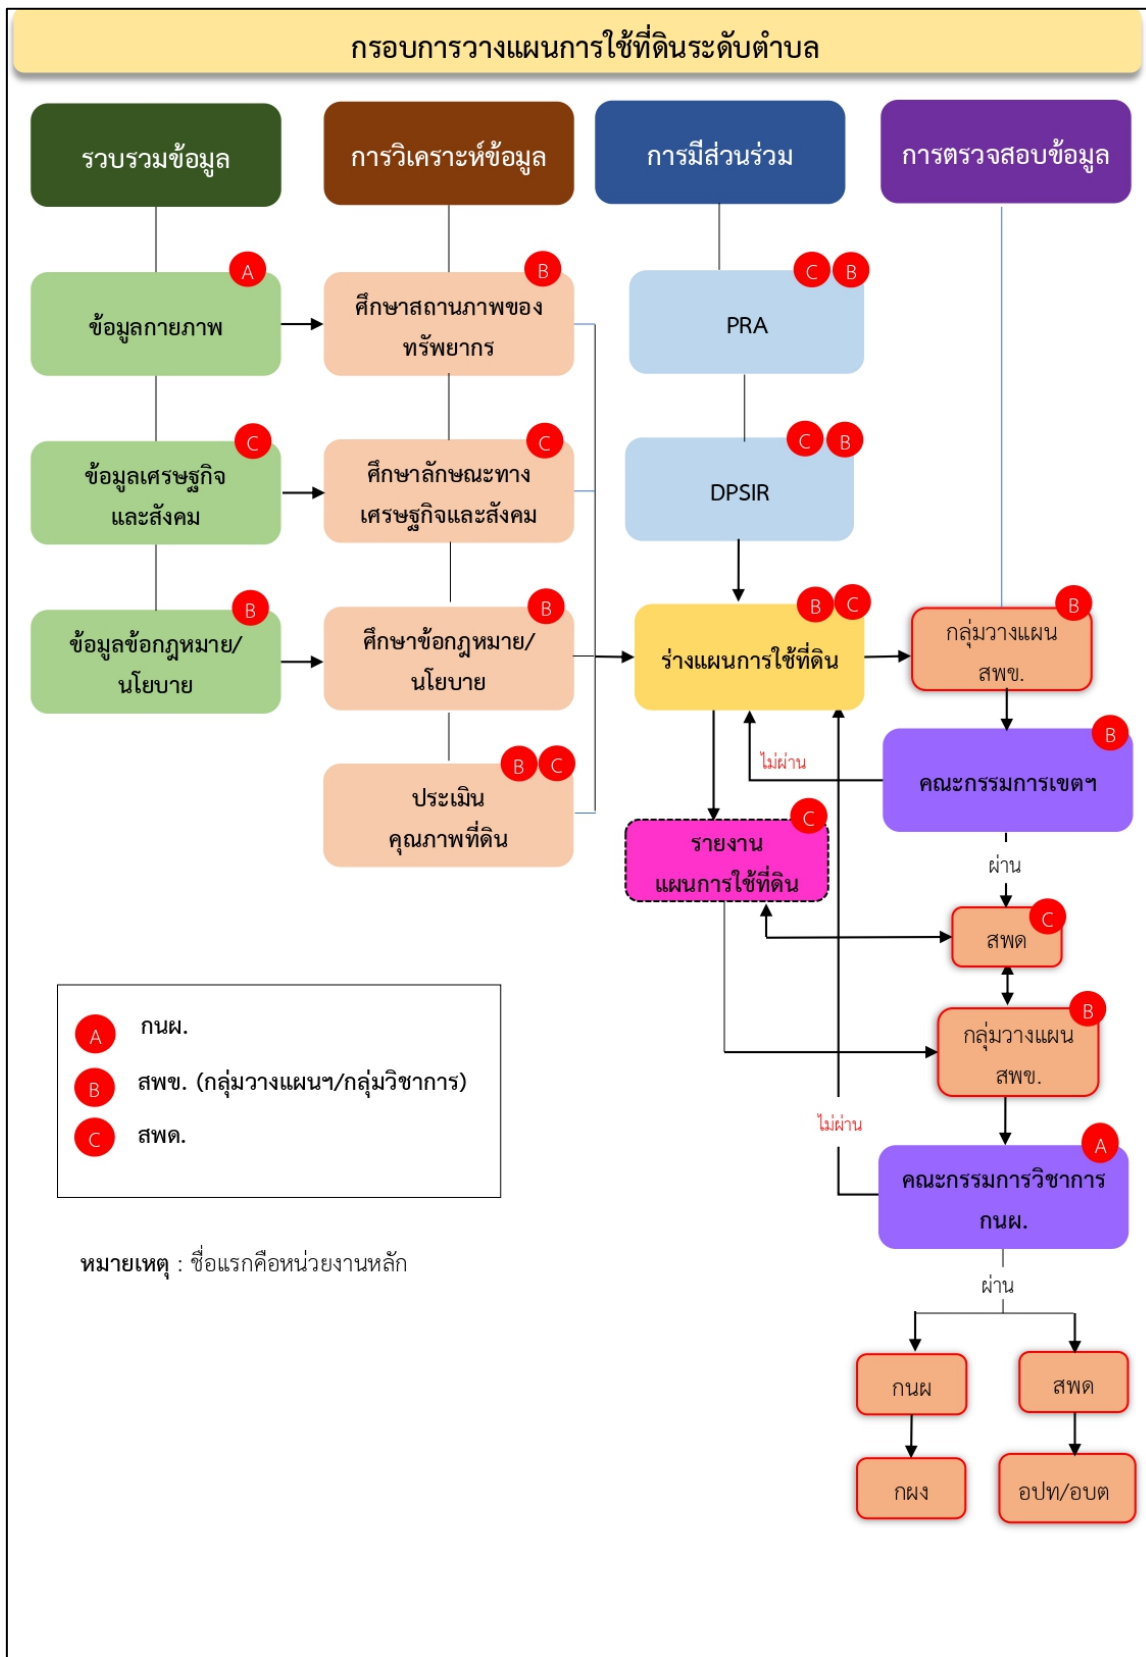 กรอบการวางแผนการใช้ที่ดินระดับตำบล
รวบรวมข้อมูล
การวิเคราะห์ข้อมูล
การมีส่วนร่วม
การตรวจสอบข้อมูล
A
ข้อมูลกายภาพ
B
ศึกษาสถานภาพของ
ทรัพยากร
C B
PRA
C
ข้อมูลเศรษฐกิจ
และสังคม
C
ศึกษาลักษณะทาง
เศรษฐกิจและสังคม
C B
DPSIR
B
ข้อมูลข้อกฎหมาย/
นโยบาย
B
ศึกษาข้อกฎหมาย/
นโยบาย
B C
ร่างแผนการใช้ที่ดิน
B
กลุ่มวางแผน
สพข.
B C
ประเมิน
คุณภาพที่ดิน
ไม่ผ่าน
B
คณะกรรมการเขตฯ
C
รายงาน
แผนการใช้ที่ดิน
ผ่าน
C
สพด
B
กลุ่มวางแผน
สพข.
A กนผ.
B สพข. (กลุ่มวางแผนฯ/กลุ่มวิชาการ)
C สพด.
ไม่ผ่าน
A
คณะกรรมการวิชาการ
กนผ.
หมายเหตุ : ชื่อแรกคือหน่วยงานหลัก
ผ่าน
กนผ
สพด
กผง
อปท/อบต